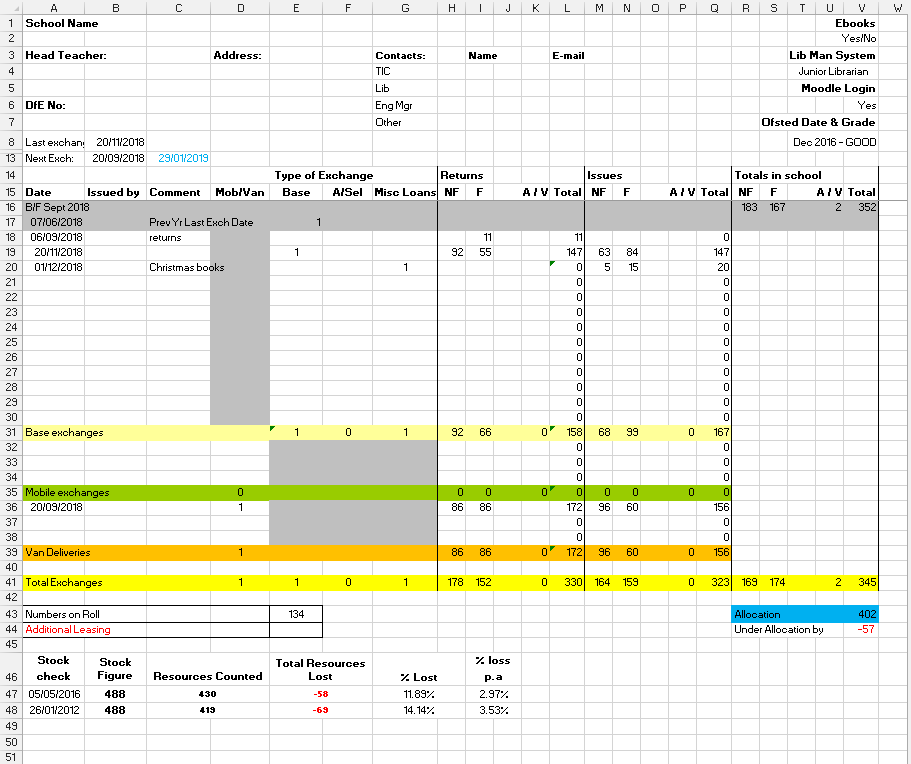 A B C D E F G H I J K L M N O P Q R S T U V W
1 School Name Ebooks
2 Yes/No
3 Head Teacher: Address: Contacts: Name E-mail Lib Man System
4 TIC Junior Librarian
5 Lib Moodle Login
6 DfE No: Eng Mgr Yes
7 Other Ofsted Date & Grade
8 Last exchan 20/11/2018 Dec 2016 - GOOD
13 Next Exch: 20/09/2018 29/01/2019
14 Type of Exchange Returns Issues Totals in school
15 Date Issued by Comment Mob/Van Base A/Sel Misc Loans NF F A / V Total NF F A / V Total NF F A / V Total
16 B/F Sept 2018 183 167 2 352
17 07/06/2018 Prev Yr Last Exch Date 1
18 06/09/2018 returns 11 11 0
19 20/11/2018 1 92 55 147 63 84 147
20 01/12/2018 Christmas books 1 0 5 15 20
21 0 0
22 0 0
23 0 0
24 0 0
25 0 0
26 0 0
27 0 0
28 0 0
29 0 0
30 0 0
31 Base exchanges 1 0 1 92 66 0 158 68 99 0 167
32 0 0
33 0 0
34 0 0
35 Mobile exchanges 0 0 0 0 0 0 0 0 0
36 20/09/2018 1 86 86 172 96 60 156
37 0 0
38 0 0
39 Van Deliveries 1 86 86 0 172 96 60 0 156
40
41 Total Exchanges 1 1 0 1 178 152 0 330 164 159 0 323 169 174 2 345
42
43 Numbers on Roll 134 Allocation 402
44 Additional Leasing Under Allocation by -57
45
46 Stock check Stock Figure Resources Counted Total Resources Lost % Lost % loss p.a
47 05/05/2016 488 430 -58 11.89% 2.97%
48 26/01/2012 488 419 -69 14.14% 3.53%
49
50
51